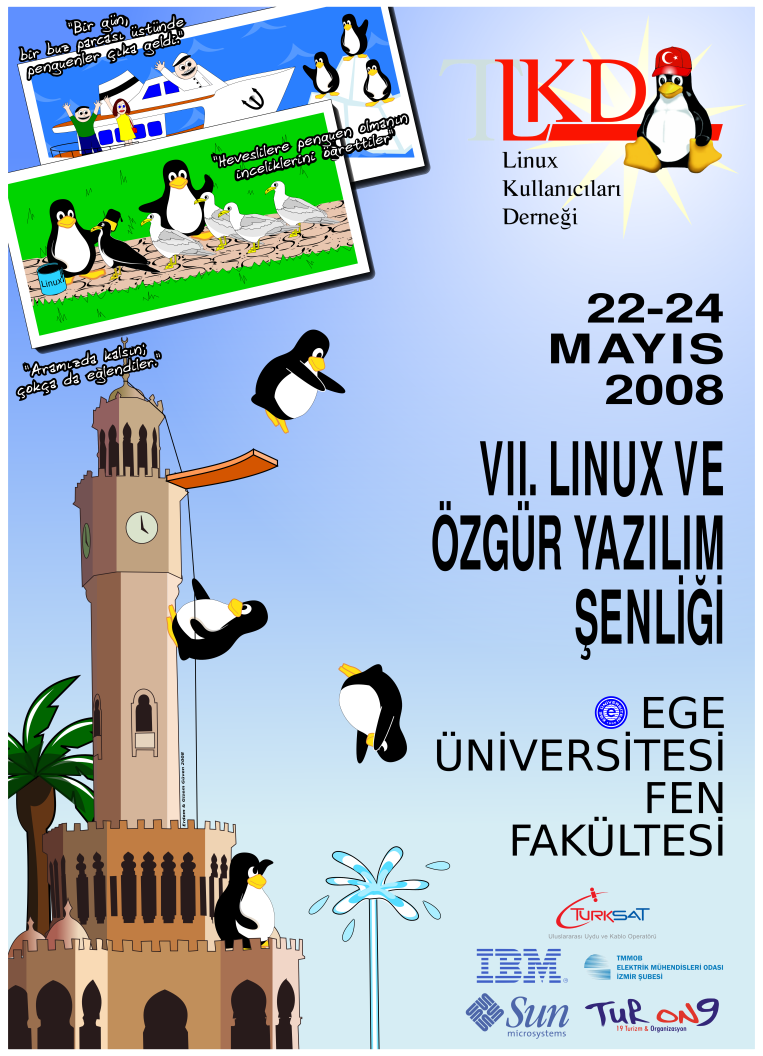 "Bir gün,
bir buz parçası üstünde
penguenler çıka geldi."
"Heveslilere penguen olmanın
inceliklerini öğrettiler"
Linux
"Aramızda kalsın;
çokça da eğlendiler."
TLKD
Linux
Kullanıcıları
Derneği
22-24
MAYIS
2008
VII. LINUX VE
ÖZGÜR YAZILIM
ŞENLİĞİ
EGE
ÜNİVERSİTESİ
FEN
FAKÜLTESİ
TURKSAT
Uluslararası Uydu ve Kablo Operatörü
IBM®
TMMOB
ELEKTRİK MÜHENDİSLERİ ODASI
İZMİR ŞUBESİ
Sun
microsystems
TUR ON9
19 Turizm & Organizasyon